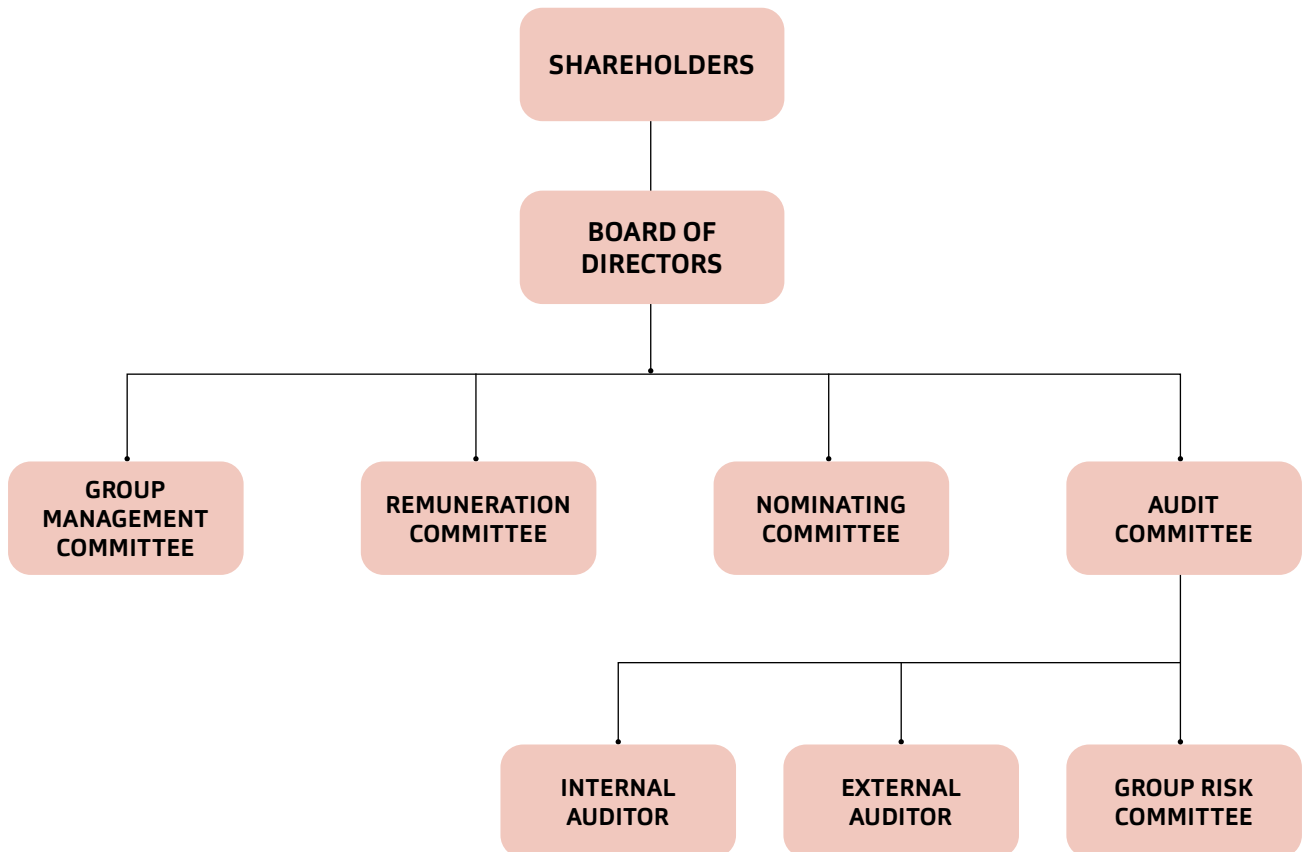 SHAREHOLDERS
BOARD OF
DIRECTORS
GROUP
MANAGEMENT
COMMITTEE
REMUNERATION
COMMITTEE
NOMINATING
COMMITTEE
AUDIT
COMMITTEE
INTERNAL
AUDITOR
EXTERNAL
AUDITOR
GROUP RISK
COMMITTEE